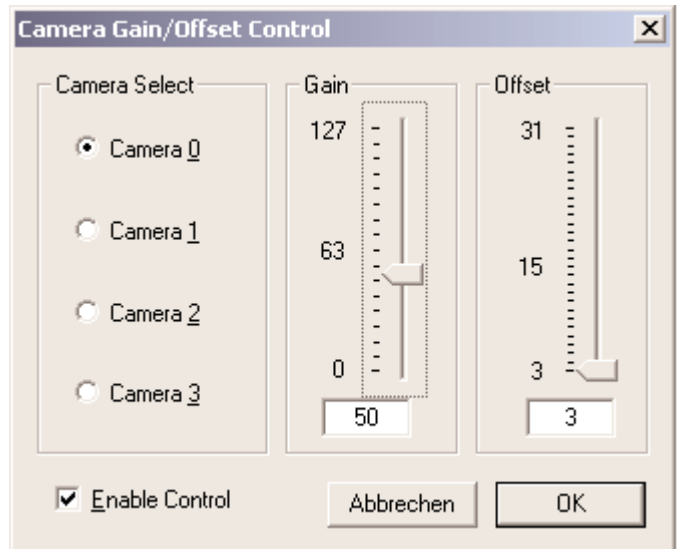 Camera Gain/Offset Control
Camera Select
Camera 0
Camera 1
Camera 2
Camera 3
Gain
127
63
0
50
Offset
31
15
3
3
Enable Control
Abbrechen
OK